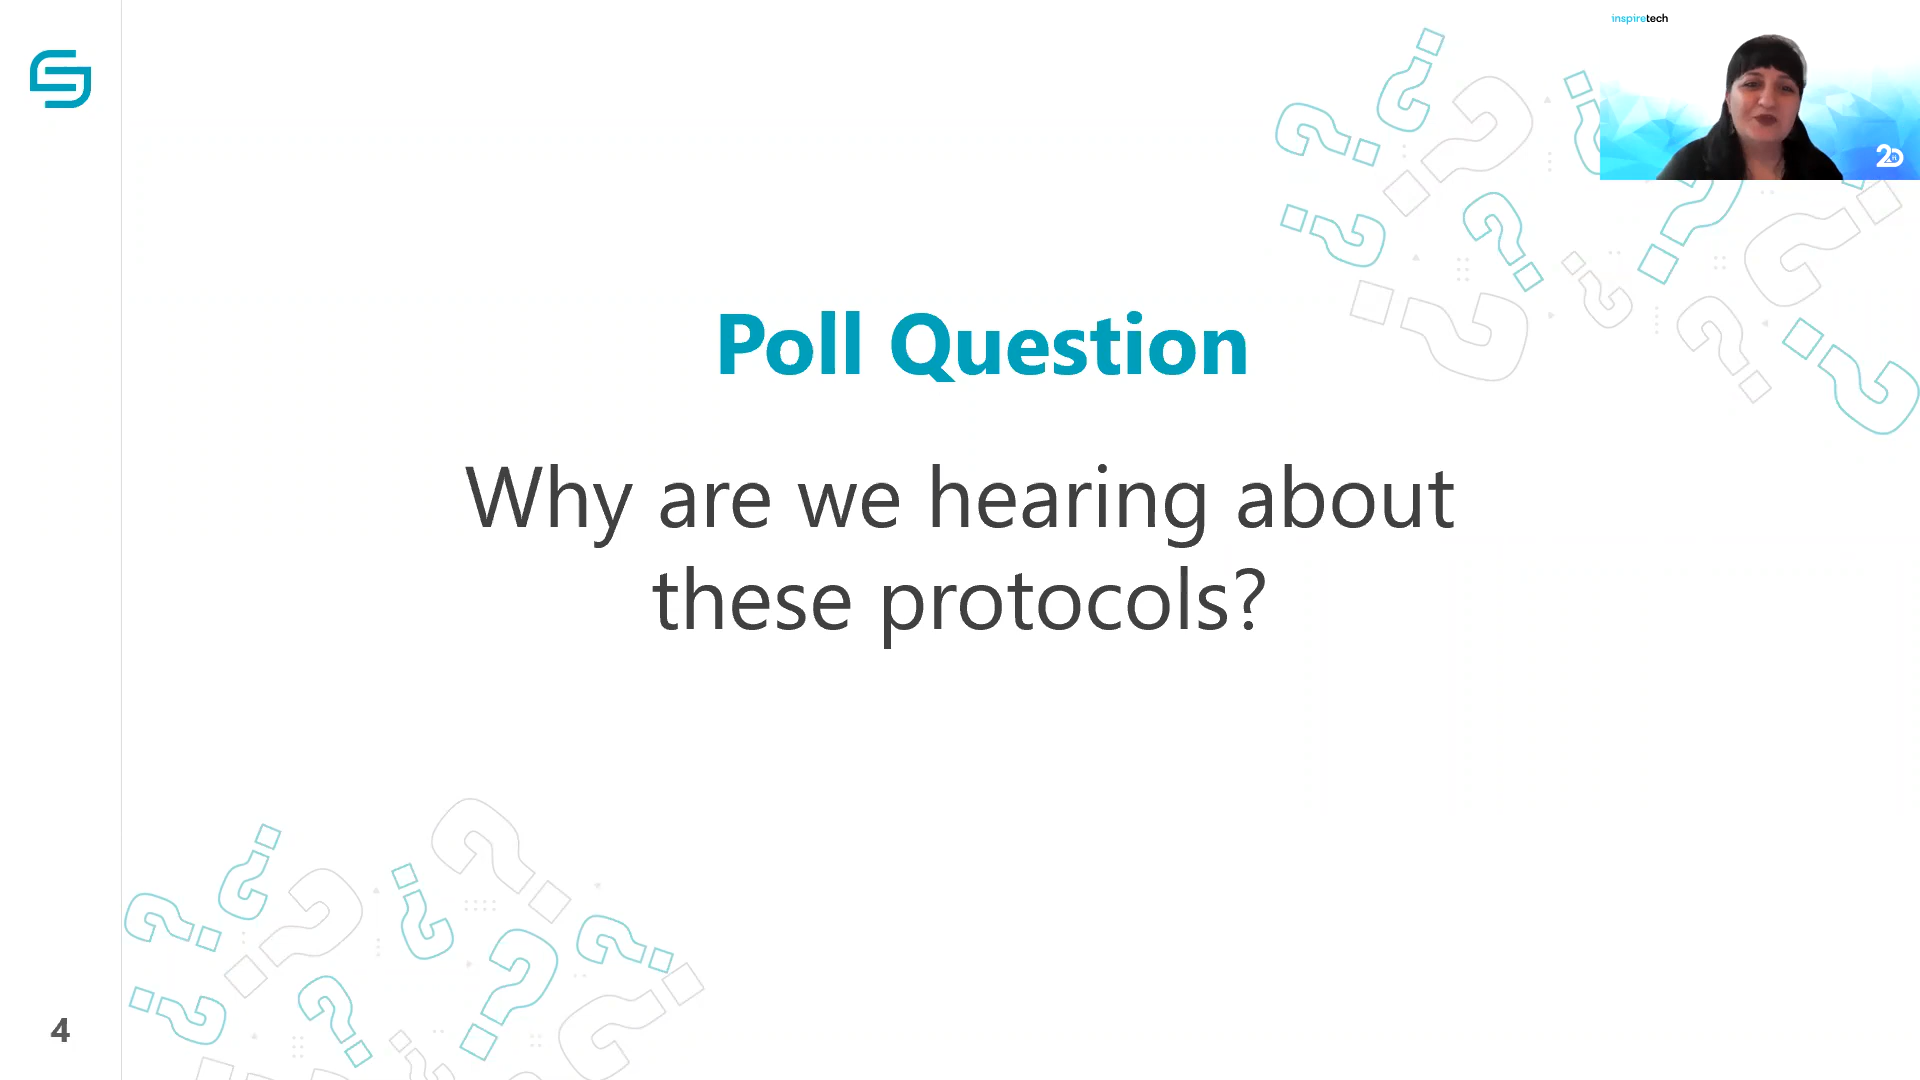 inspiretech
Poll Question
Why are we hearing about
these protocols?
4